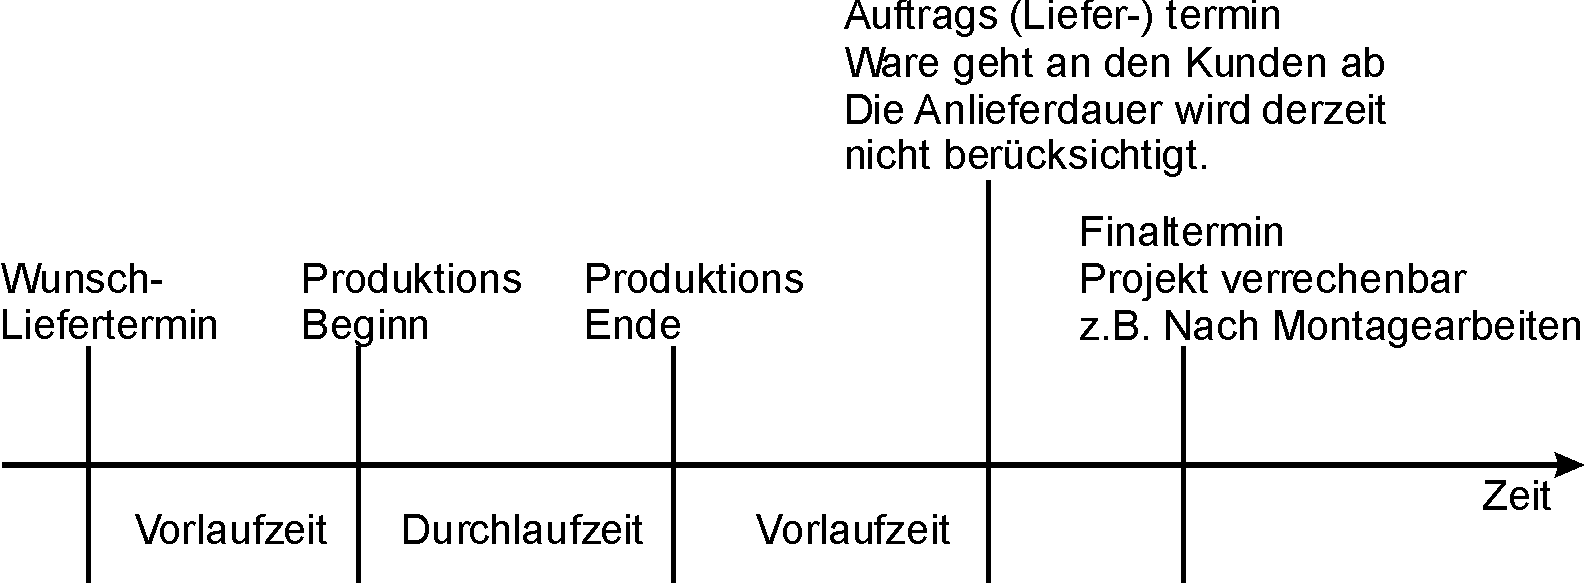 Auftrags (Liefer-) termin
Ware geht an den Kunden ab
Die Anlieferdauer wird derzeit
nicht berücksichtigt.
Finaltermin
Projekt verrechenbar
z.B. Nach Montagearbeiten
Wunsch-
Liefertermin
Produktions
Beginn
Produktions
Ende
Zeit
Vorlaufzeit
Durchlaufzeit
Vorlaufzeit